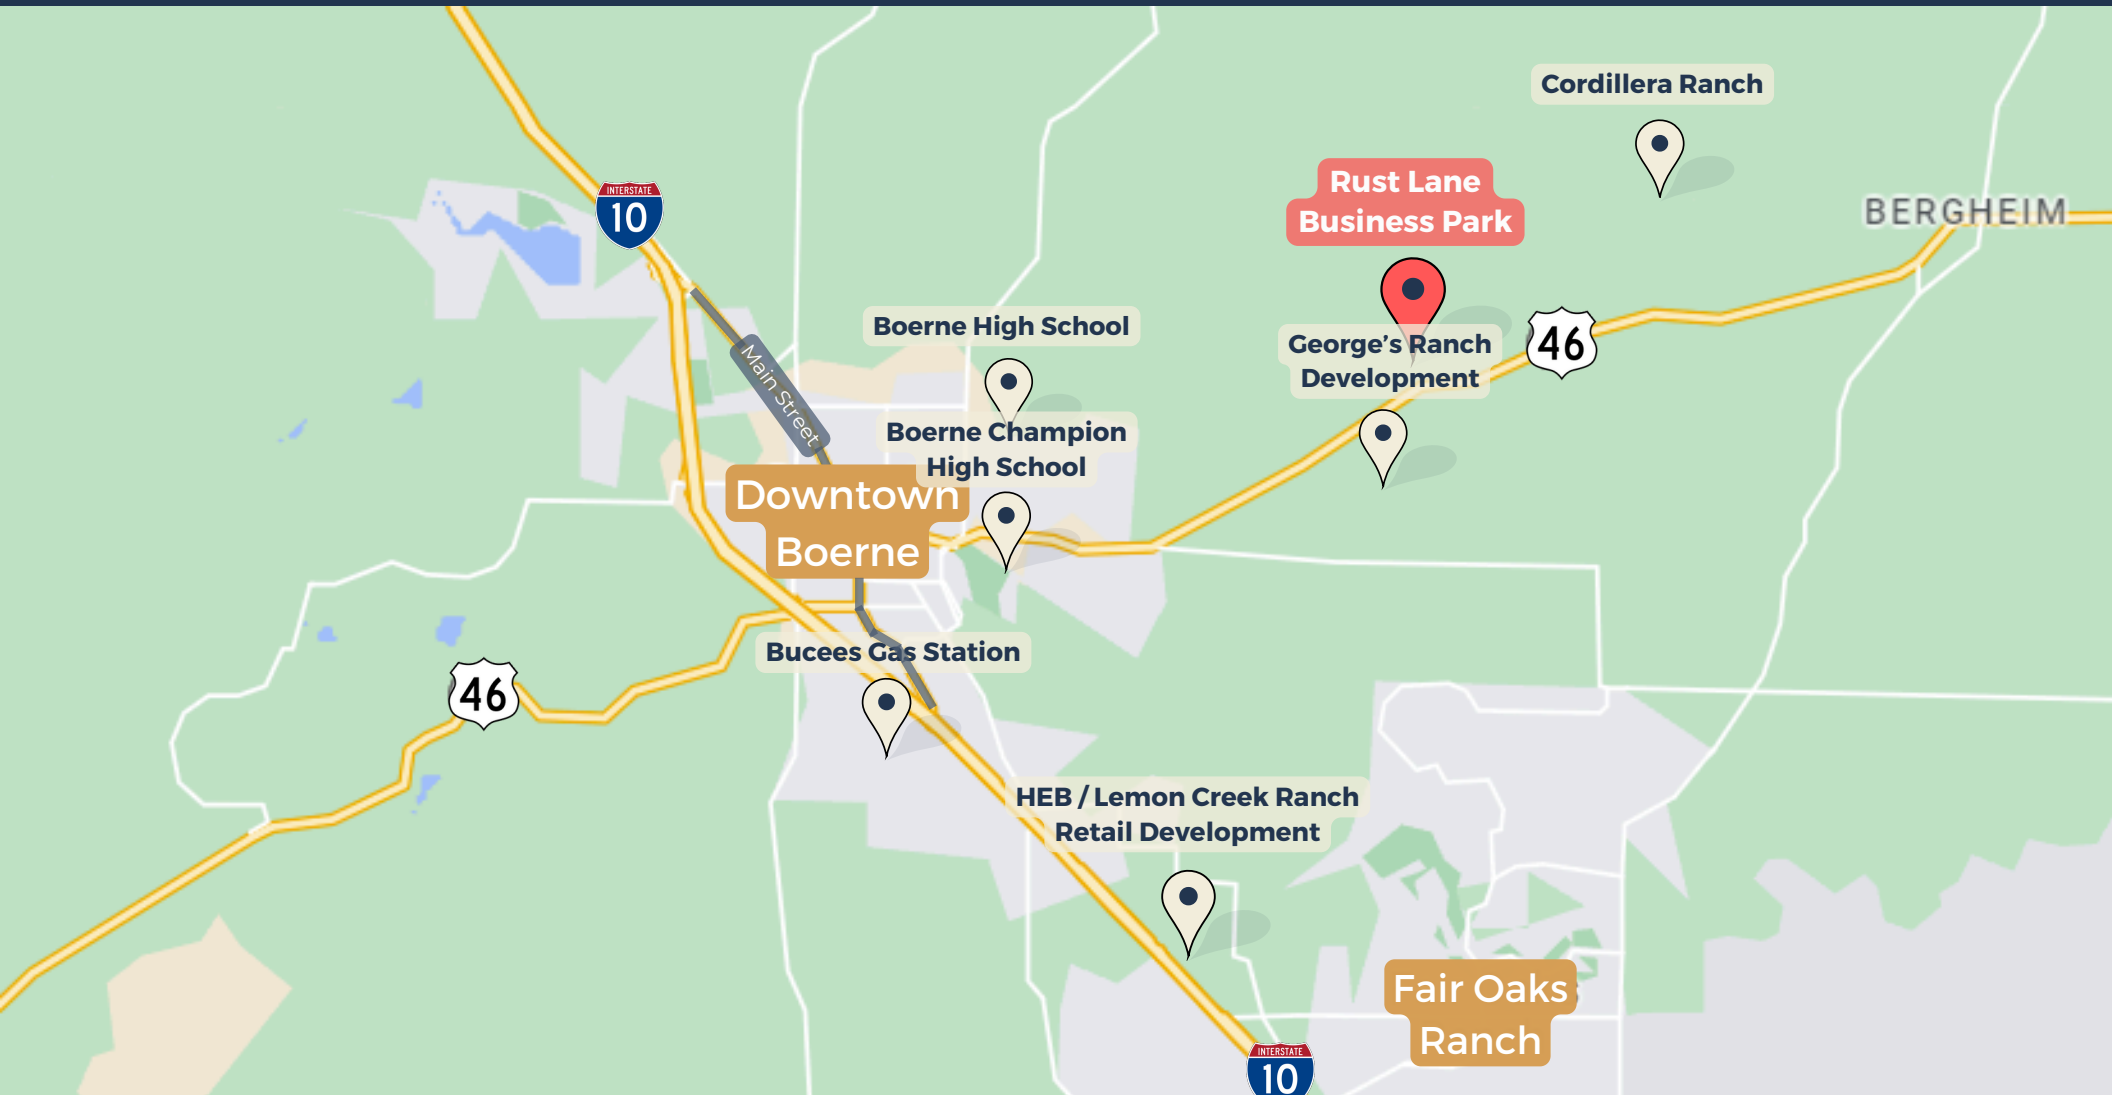 Cordillera Ranch
Rust Lane
Business Park
BERGHEIM
INTERSTATE
10
Boerne High School
George’s Ranch
Development
46
Main Street
Boerne Champion
High School
Downtown
Boerne
Bucees Gas Station
46
HEB / Lemon Creek Ranch
Retail Development
Fair Oaks
Ranch
INTERSTATE
10